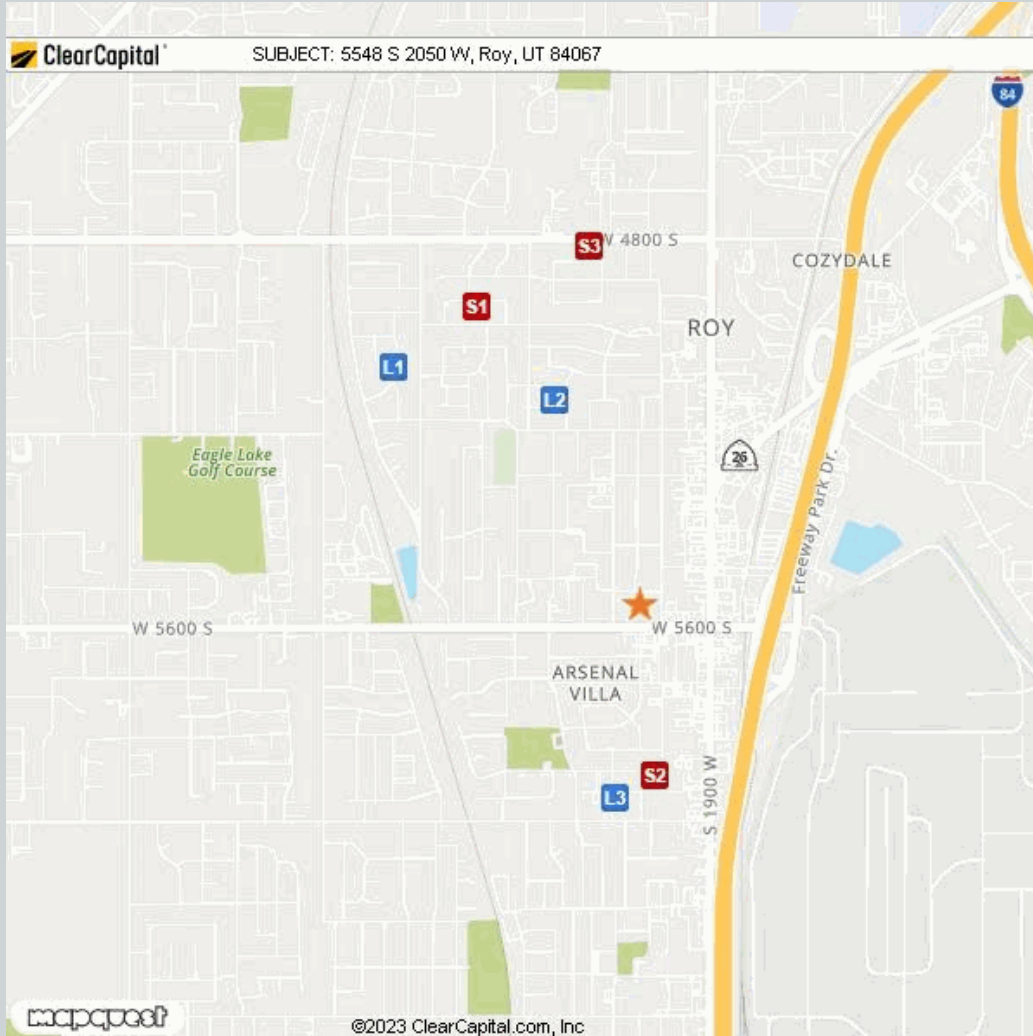 ClearCapital SUBJECT: 5548 S 2050 W, Roy, UT 84067
84
S3 W 4800 S
COZYDALE
S1
ROY
L1
L2
26
Eagle Lake
Golf Course
Freeway Park Dr.
W 5600 S
W 5600 S
ARSENAL
VILLA
S2
L3
S 1900 W
mapquest
©2023 ClearCapital.com, Inc